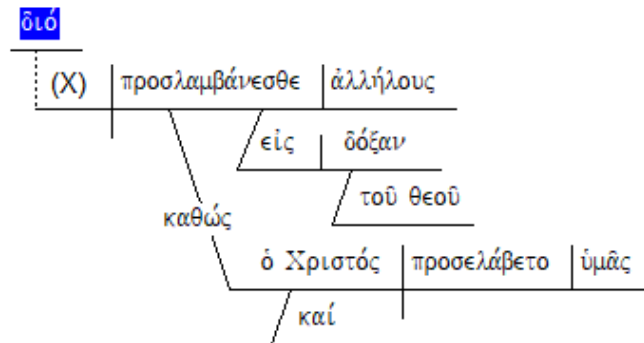 διό
(X) προσλαμβάνεσθε ἀλλήλους
εἰς δόξαν
τοῦ θεοῦ
καθώς
ὁ Χριστός προσελάβετο ὑμᾶς
καί